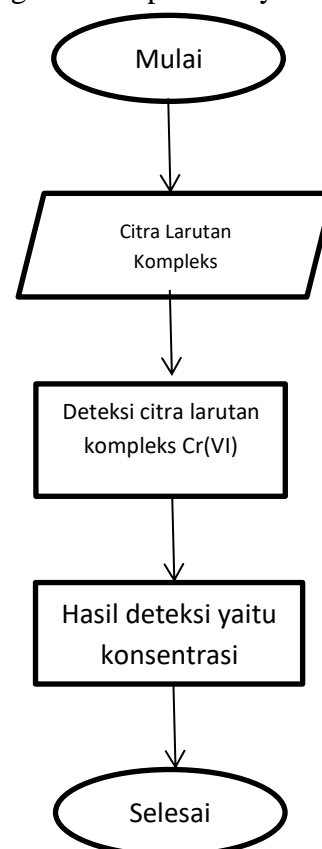 Mulai
Citra Larutan
Kompleks
Deteksi citra larutan
kompleks Cr(VI)
Hasil deteksi yaitu
konsentrasi
Selesai